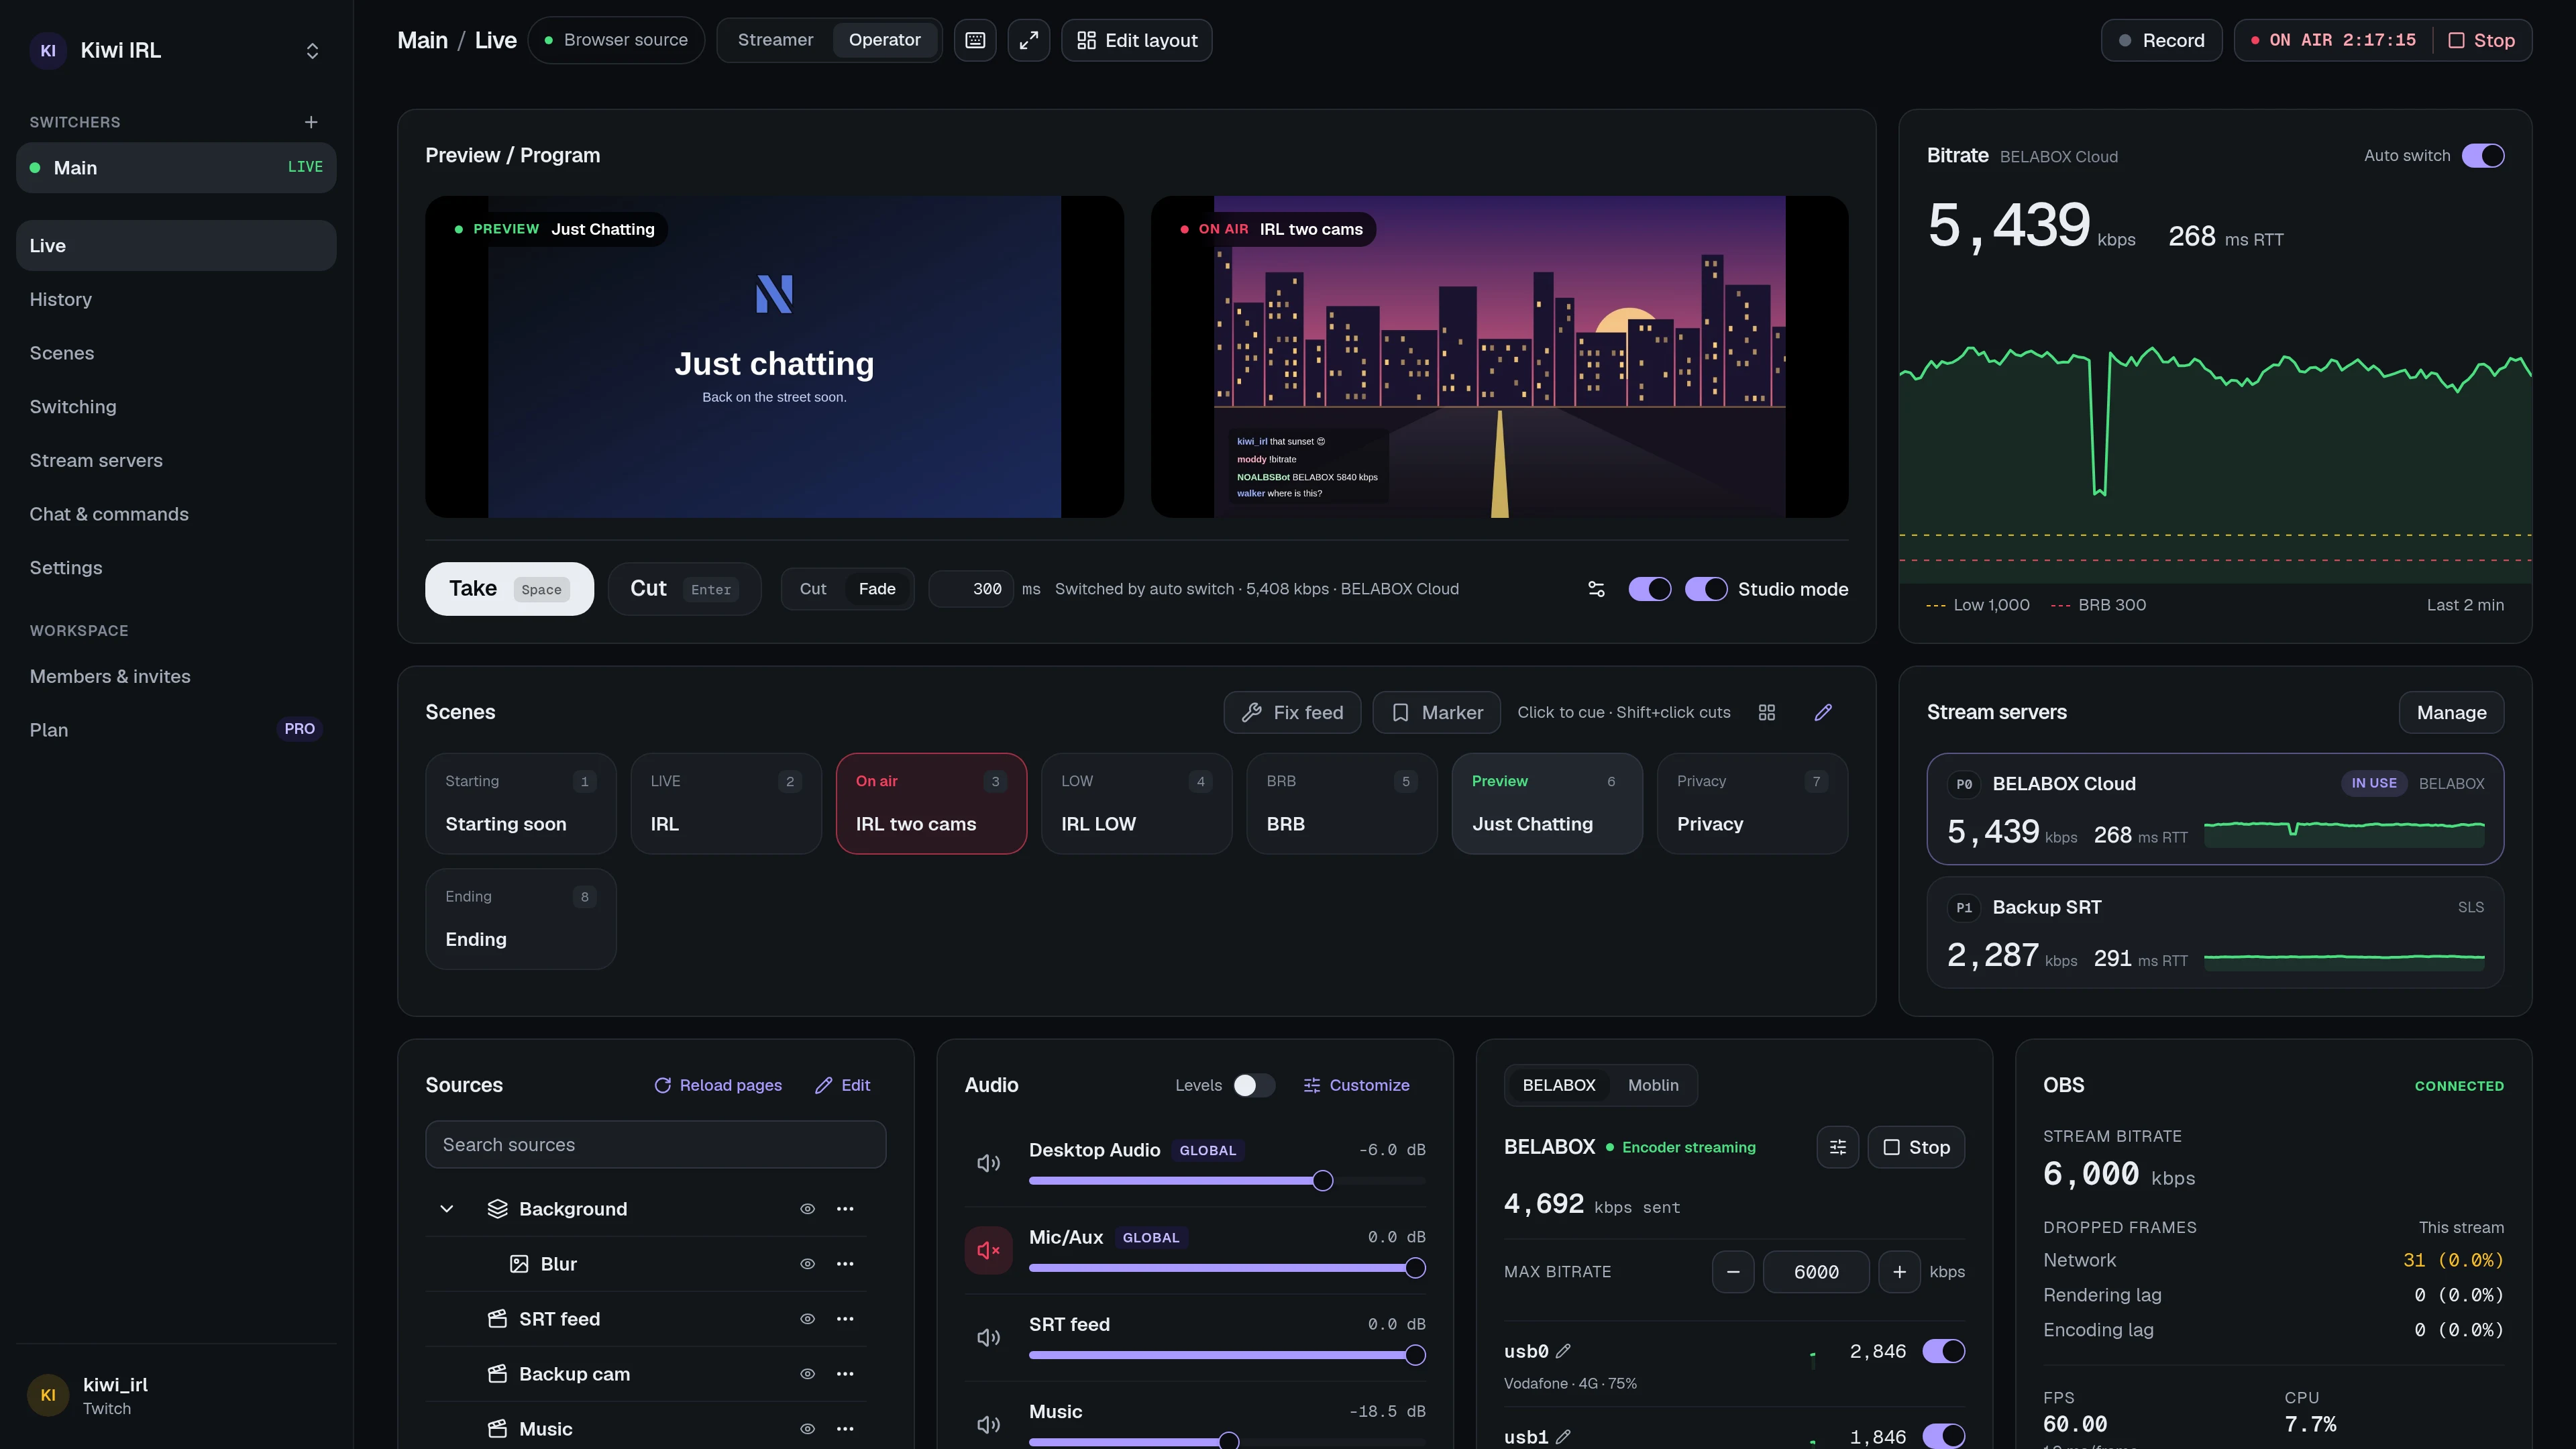 KI Kiwi IRL
SWITCHERS
Main LIVE
Live
History
Scenes
Switching
Stream servers
Chat & commands
Settings
WORKSPACE
Members & invites
Plan PRO
KI kiwi_irl
Twitch
Main / Live Browser source Streamer Operator Edit layout
Record ON AIR 2:17:15 Stop
Preview / Program
PREVIEW Just Chatting
Just chatting
Back on the street soon.
ON AIR IRL two cams
kiwi_irl that sunset 😍
moddy !bitrate
NOALBSBot BELABOX 5840 kbps
walker where is this?
Take Space Cut Enter Cut Fade 300 ms Switched by auto switch · 5,408 kbps · BELABOX Cloud Studio mode
Bitrate BELABOX Cloud Auto switch
5,439 kbps 268 ms RTT
Low 1,000 BRB 300 Last 2 min
Scenes Fix feed Marker Click to cue · Shift+click cuts
Starting 1
Starting soon
LIVE 2
IRL
On air 3
IRL two cams
LOW 4
IRL LOW
BRB 5
BRB
Preview 6
Just Chatting
Privacy 7
Privacy
Ending 8
Ending
Stream servers Manage
P0 BELABOX Cloud IN USE BELABOX
5,439 kbps 268 ms RTT
P1 Backup SRT SLS
2,287 kbps 291 ms RTT
Sources Reload pages Edit
Search sources
Background
Blur
SRT feed
Backup cam
Music
Audio Levels Customize
Desktop Audio GLOBAL -6.0 dB
Mic/Aux GLOBAL 0.0 dB
SRT feed 0.0 dB
Music -18.5 dB
BELABOX Moblin
BELABOX Encoder streaming Stop
4,692 kbps sent
MAX BITRATE 6000 kbps
usb0 2,846
Vodafone · 4G · 75%
usb1 1,846
OBS CONNECTED
STREAM BITRATE
6,000 kbps
DROPPED FRAMES This stream
Network 31 (0.0%)
Rendering lag 0 (0.0%)
Encoding lag 0 (0.0%)
FPS CPU
60.00 7.7%